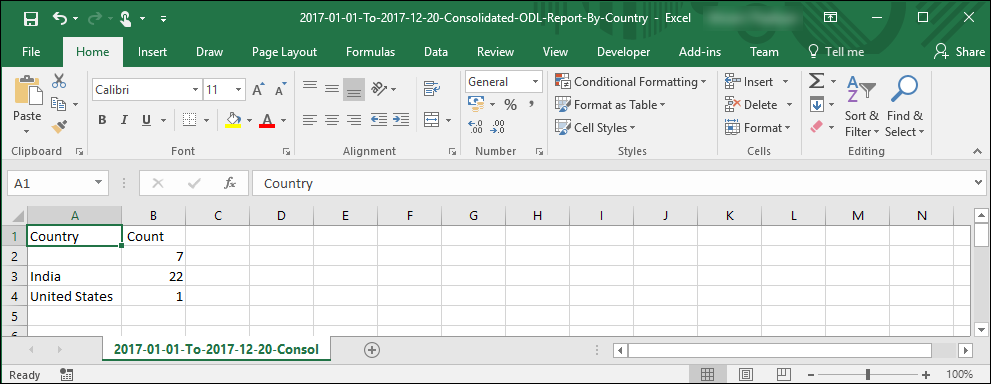 2017-01-01-To-2017-12-20-Consolidated-ODL-Report-By-Country - Excel
File Home Insert Draw Page Layout Formulas Data Review View Developer Add-ins Team Tell me Share
Paste
Calibri 11
A A
B I U A
General
% ,
.00 .0
Conditional Formatting
Format as Table
Cell Styles
Insert
Delete
Format
Σ
A Z
Sort & Filter
Find & Select
Clipboard Font Alignment Number Styles Cells Editing
A1 fx Country
A B C D E F G H I J K L M N
1 Country Count
2 7
3 India 22
4 United States 1
5
2017-01-01-To-2017-12-20-Consol
Ready 100%